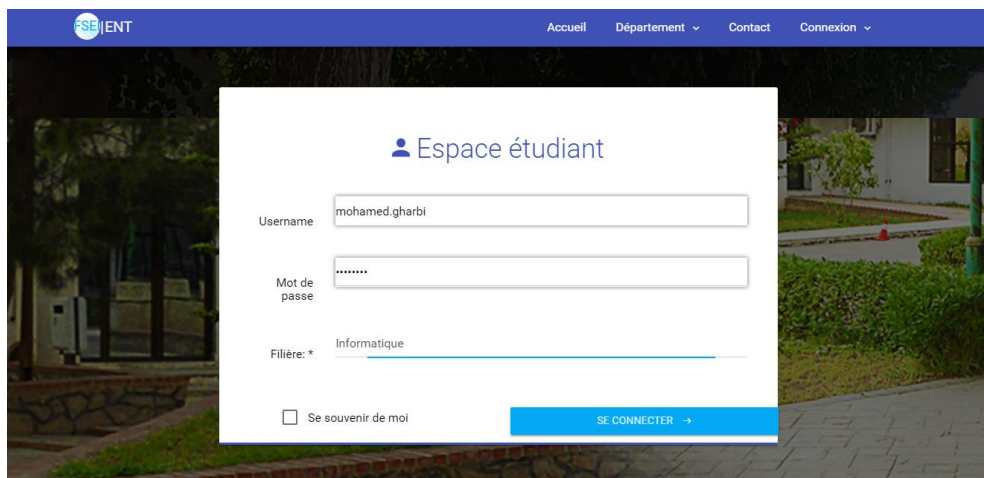 FSE|ENT
Accueil Département Contact Connexion
Espace étudiant
Username
mohamed.gharbi
Mot de
passe
••••••••
Filière: *
Informatique
Se souvenir de moi
SE CONNECTER →